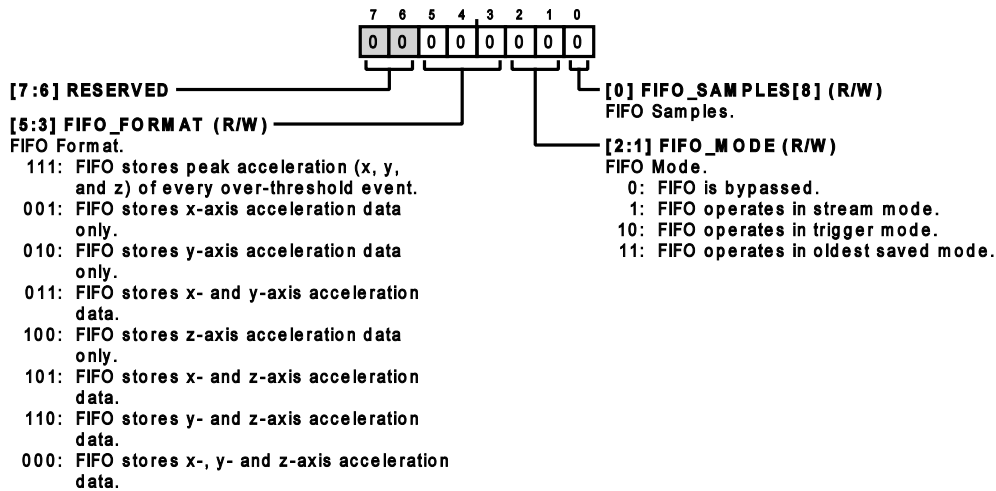 7 6 5 4 3 2 1 0
0 0 0 0 0 0 0 0
[7:6] RESERVED
[5:3] FIFO_FORMAT (R/W)
FIFO Format.
111: FIFO stores peak acceleration (x, y,
and z) of every over-threshold event.
001: FIFO stores x-axis acceleration data
only.
010: FIFO stores y-axis acceleration data
only.
011: FIFO stores x- and y-axis acceleration
data.
100: FIFO stores z-axis acceleration data
only.
101: FIFO stores x- and z-axis acceleration
data.
110: FIFO stores y- and z-axis acceleration
data.
000: FIFO stores x-, y- and z-axis acceleration
data.
[0] FIFO_SAMPLES[8] (R/W)
FIFO Samples.
[2:1] FIFO_MODE (R/W)
FIFO Mode.
0: FIFO is bypassed.
1: FIFO operates in stream mode.
10: FIFO operates in trigger mode.
11: FIFO operates in oldest saved mode.